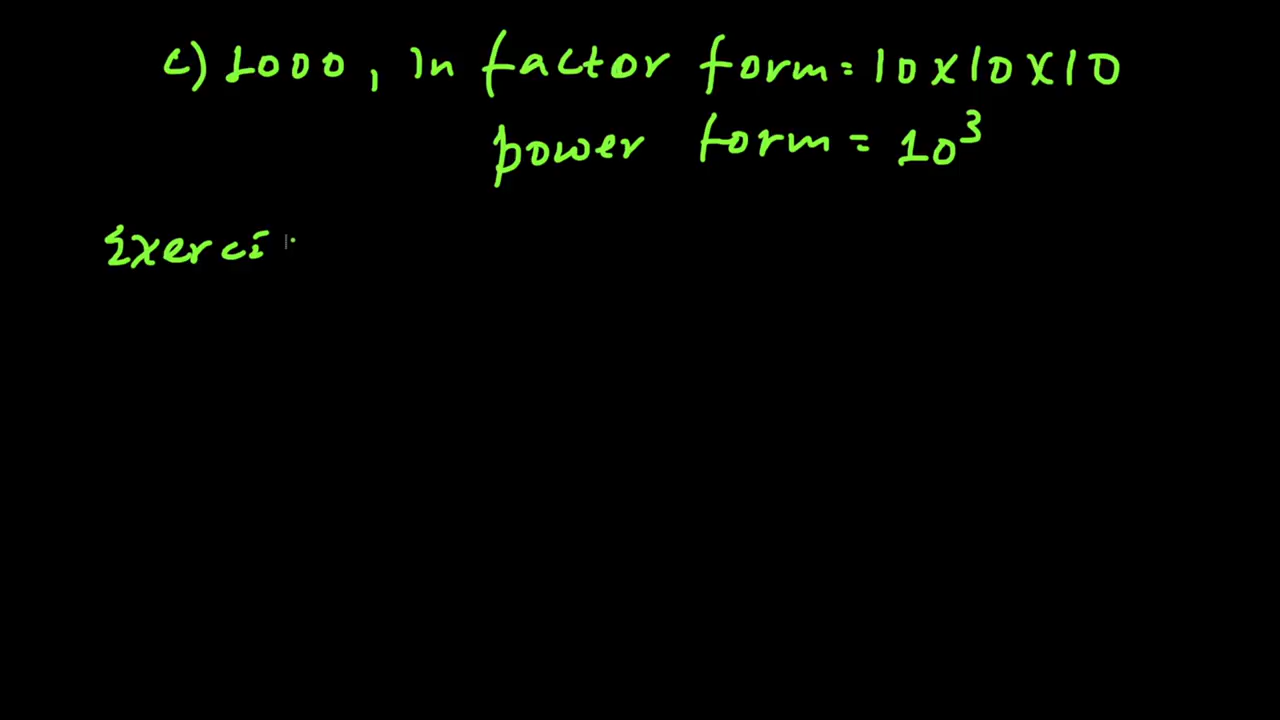 c) 1000, In factor form = 10 x 10 x 10
power form = 10³
Exerci